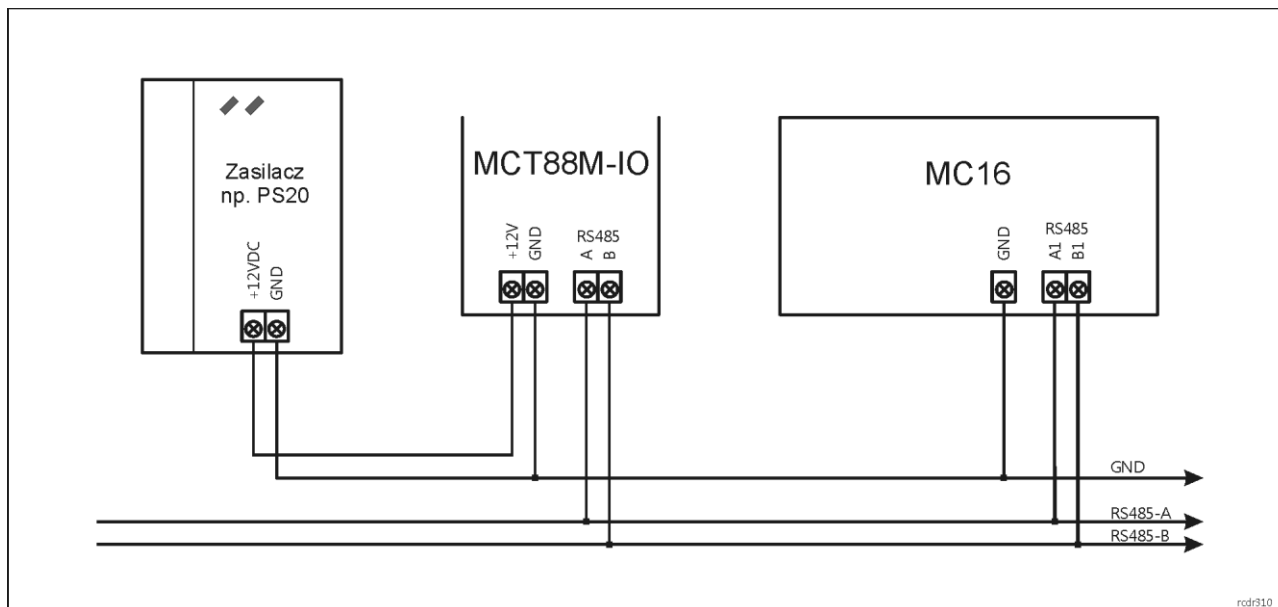 Zasilacz
np. PS20
+12VDC
GND
MCT88M-IO
+12V
GND
RS485
A
B
MC16
GND
RS485
A1
B1
GND
RS485-A
RS485-B
rcdr310